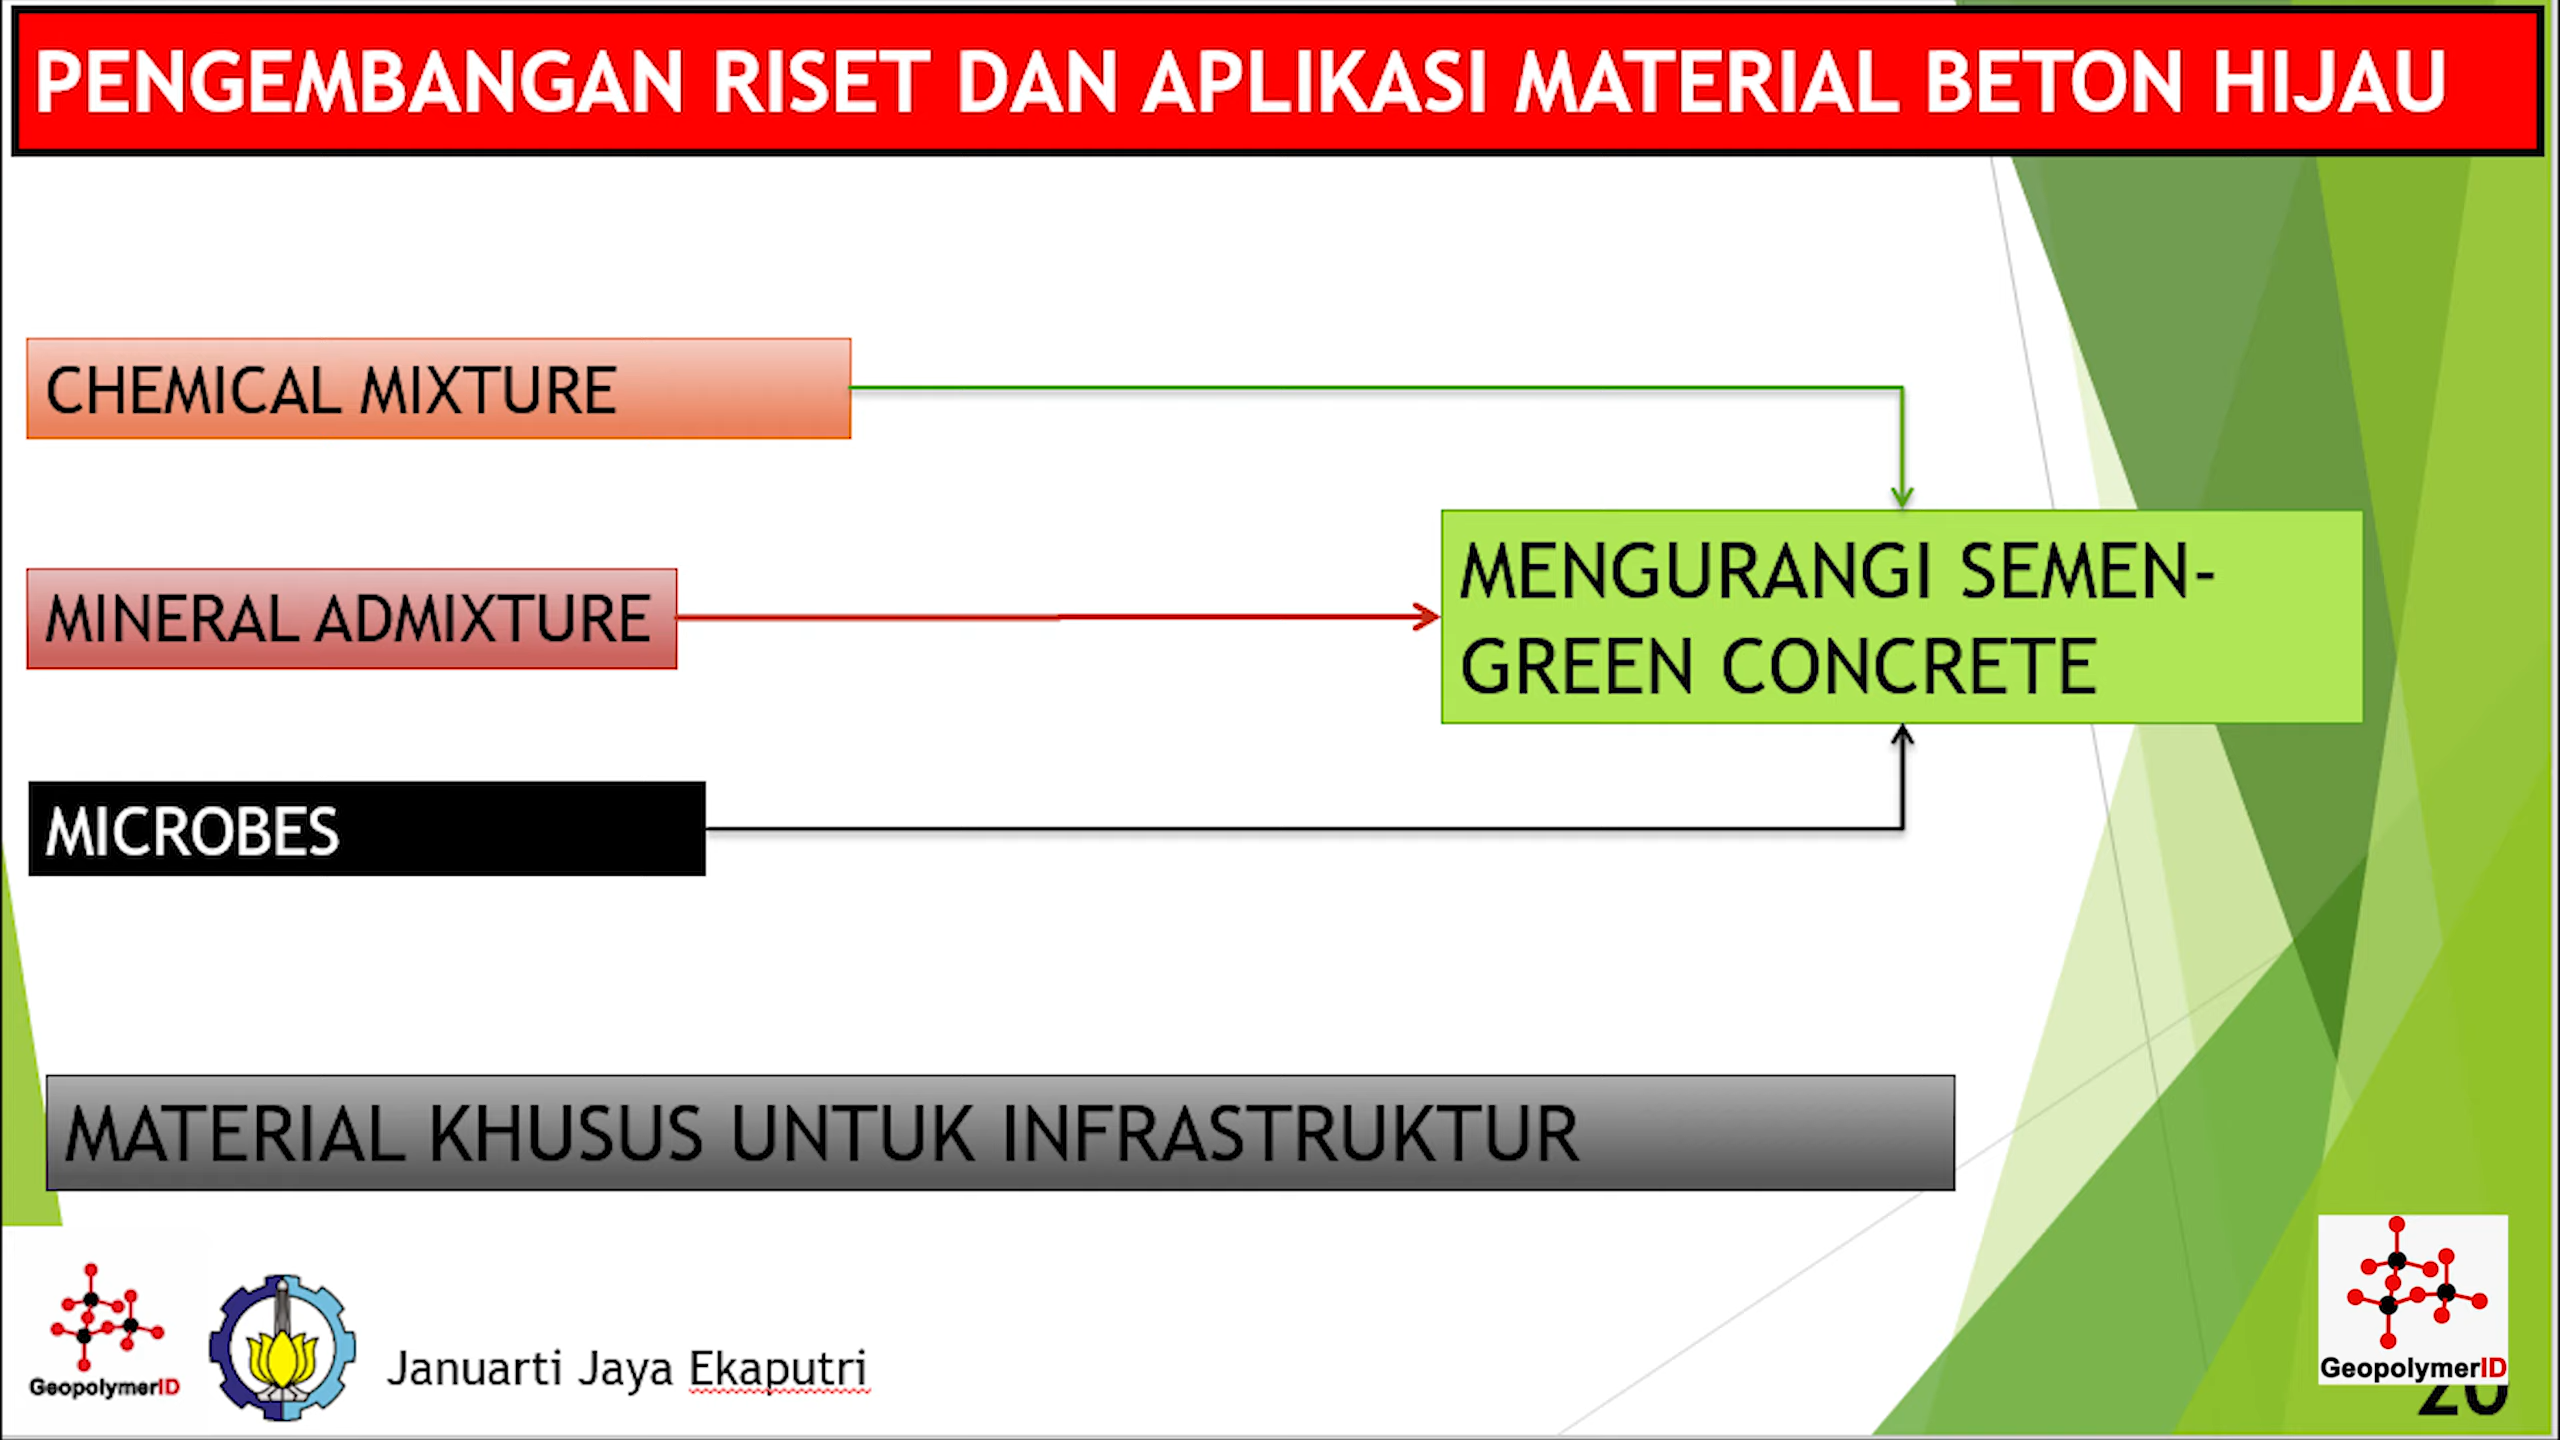 PENGEMBANGAN RISET DAN APLIKASI MATERIAL BETON HIJAU
CHEMICAL MIXTURE
MINERAL ADMIXTURE
MICROBES
MENGURANGI SEMEN-
GREEN CONCRETE
MATERIAL KHUSUS UNTUK INFRASTRUKTUR
GeopolymerID
Januarti Jaya Ekaputri
GeopolymerID
20